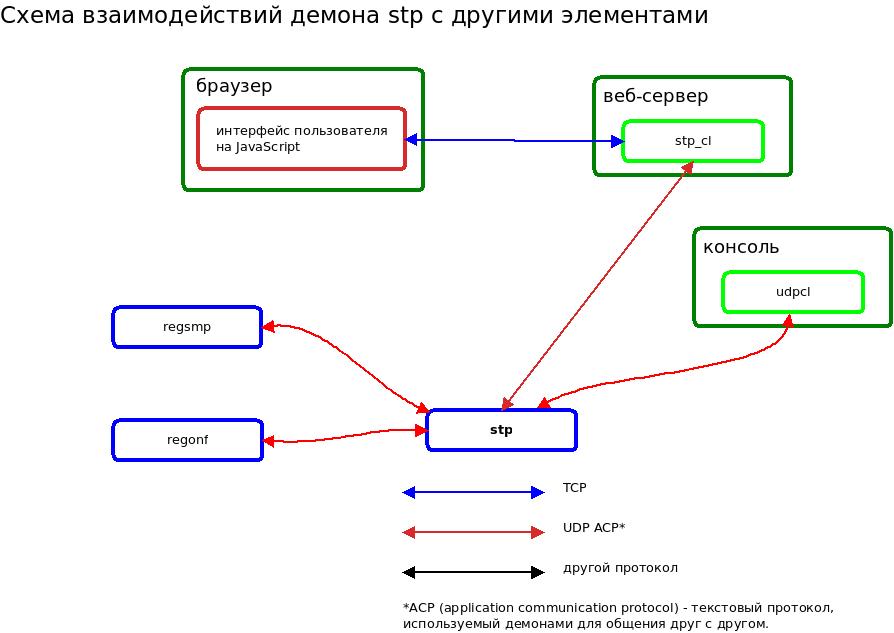 Схема взаимодействий демона stp с другими элементами
браузер
интерфейс пользователя
на JavaScript
веб-сервер
stp_cl
консоль
udpcl
regsmp
regonf
stp
TCP
UDP ACP*
другой протокол
*ACP (application communication protocol) - текстовый протокол,
используемый демонами для общения друг с другом.